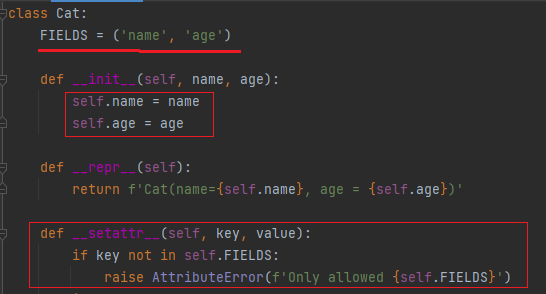 class Cat:
    FIELDS = ('name', 'age')
    def __init__(self, name, age):
        self.name = name
        self.age = age
    def __repr__(self):
        return f'Cat(name={self.name}, age = {self.age})'
    def __setattr__(self, key, value):
        if key not in self.FIELDS:
            raise AttributeError(f'Only allowed {self.FIELDS}')